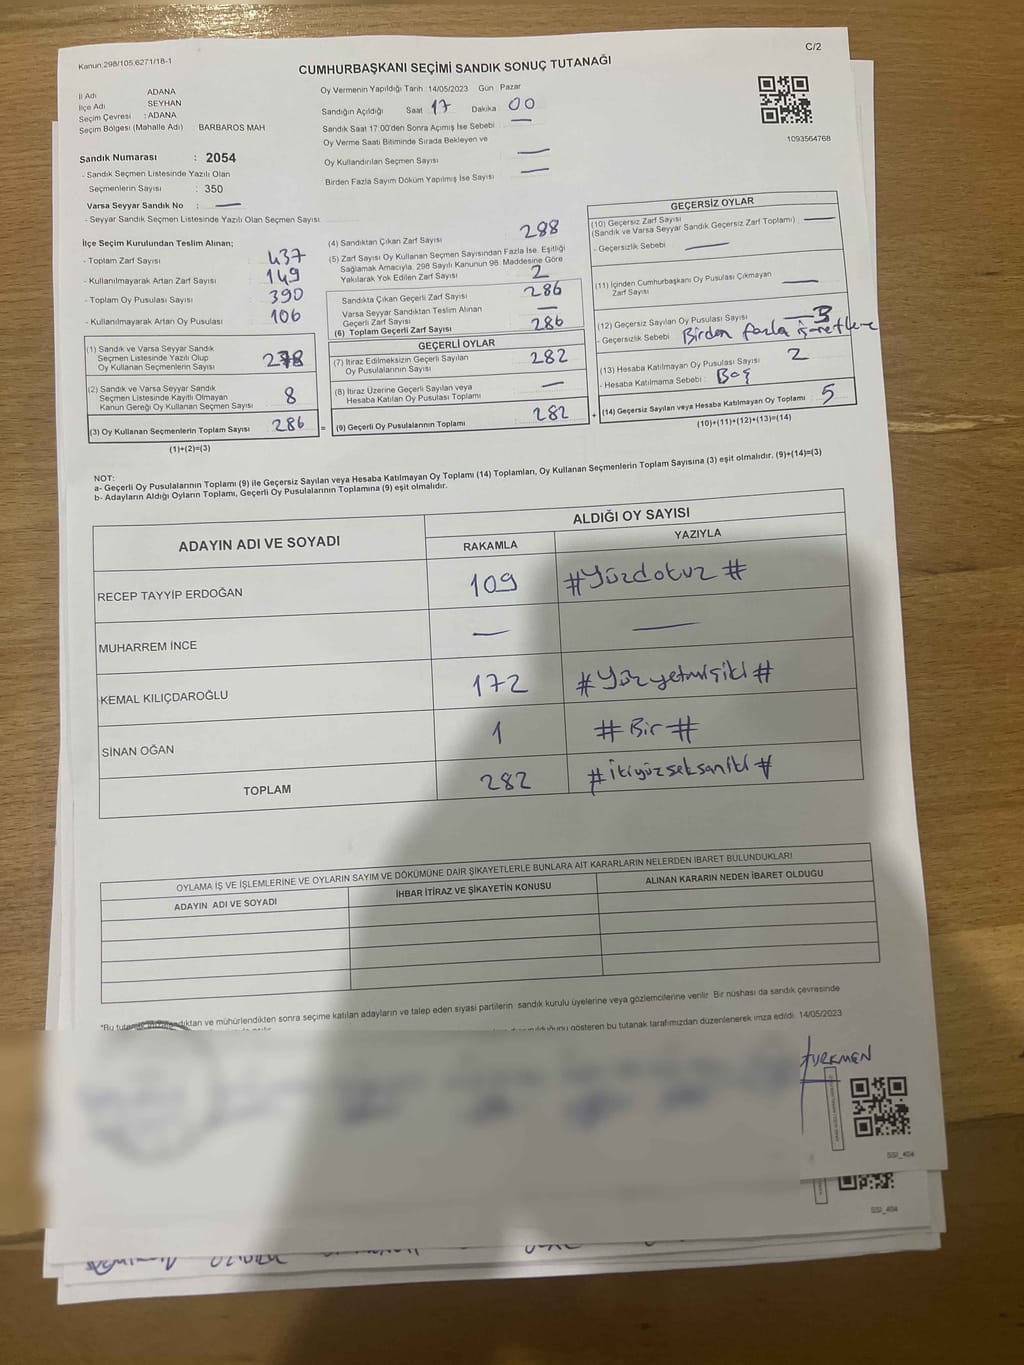 Kanun:298/105,6271/18-1
C/2
CUMHURBAŞKANI SEÇİMİ SANDIK SONUÇ TUTANAĞI
İl Adı ADANA
İlçe Adı SEYHAN
Seçim Çevresi : ADANA
Seçim Bölgesi (Mahalle Adı) BARBAROS MAH
Oy Vermenin Yapıldığı Tarih 14/05/2023 Gün Pazar
Sandığın Açıldığı Saat 17 Dakika 00
Sandık Saat 17:00'den Sonra Açımış İse Sebebi —
Oy Verme Saati Bitiminde Sırada Bekleyen ve
Oy Kullandırılan Seçmen Sayısı —
Birden Fazla Sayım Döküm Yapılmış İse Sayısı —
1093564768
Sandık Numarası : 2054
- Sandık Seçmen Listesinde Yazılı Olan
Seçmenlerin Sayısı : 350
Varsa Seyyar Sandık No : —
- Seyyar Sandık Seçmen Listesinde Yazılı Olan Seçmen Sayısı
İlçe Seçim Kurulundan Teslim Alınan;
- Toplam Zarf Sayısı 437
- Kullanılmayarak Artan Zarf Sayısı 149
- Toplam Oy Pusulası Sayısı 390
- Kullanılmayarak Artan Oy Pusulası 106
(1) Sandık ve Varsa Seyyar Sandık
Seçmen Listesinde Yazılı Olup
Oy Kullanan Seçmenlerin Sayısı 278
(2) Sandık ve Varsa Seyyar Sandık
Seçmen Listesinde Kayıtlı Olmayan
Kanun Gereği Oy Kullanan Seçmen Sayısı 8
(3) Oy Kullanan Seçmenlerin Toplam Sayısı 286
(1)+(2)=(3)
(4) Sandıktan Çıkan Zarf Sayısı 288
(5) Zarf Sayısı Oy Kullanan Seçmen Sayısından Fazla İse, Eşitliği
Sağlamak Amacıyla; 298 Sayılı Kanunun 98. Maddesine Göre
Yakılarak Yok Edilen Zarf Sayısı 2
Sandıkta Çıkan Geçerli Zarf Sayısı 286
Varsa Seyyar Sandıktan Teslim Alınan
Geçerli Zarf Sayısı —
(6) Toplam Geçerli Zarf Sayısı 286
GEÇERLİ OYLAR
(7) İtiraz Edilmeksizin Geçerli Sayılan
Oy Pusulasının Sayısı 282
(8) İtiraz Üzerine Geçerli Sayılan veya
Hesaba Katılan Oy Pusulası Toplamı —
= (9) Geçerli Oy Pusulalarının Toplamı 282 +
GEÇERSİZ OYLAR
(10) Geçersiz Zarf Sayısı
(Sandık ve Varsa Seyyar Sandık Geçersiz Zarf Toplamı) —
- Geçersizlik Sebebi : —
(11) İçinden Cumhurbaşkanı Oy Pusulası Çıkmayan
Zarf Sayısı —
(12) Geçersiz Sayılan Oy Pusulası Sayısı 3
- Geçersizlik Sebebi Birden fazla işaretleme
(13) Hesaba Katılmayan Oy Pusulası Sayısı 2
- Hesaba Katılmama Sebebi : Boş
(14) Geçersiz Sayılan veya Hesaba Katılmayan Oy Toplamı 5
(10)+(11)+(12)+(13)=(14)
NOT:
a- Geçerli Oy Pusulalarının Toplamı (9) ile Geçersiz Sayılan veya Hesaba Katılmayan Oy Toplamı (14) Toplamları, Oy Kullanan Seçmenlerin Toplam Sayısına (3) eşit olmalıdır. (9)+(14)=(3)
b- Adayların Aldığı Oyların Toplamı, Geçerli Oy Pusulalarının Toplamına (9) eşit olmalıdır.
ADAYIN ADI VE SOYADI
ALDIĞI OY SAYISI
RAKAMLA YAZIYLA
RECEP TAYYİP ERDOĞAN 109 #Yüzdokuz#
MUHARREM İNCE — —
KEMAL KILIÇDAROĞLU 172 #Yüzyetmişiki#
SİNAN OĞAN 1 #Bir#
TOPLAM 282 #ikiyüzseksaniki#
OYLAMA İŞ VE İŞLEMLERİNE VE OYLARIN SAYIM VE DÖKÜMÜNE DAİR ŞİKAYETLERLE BUNLARA AİT KARARLARIN NELERDEN İBARET BULUNDUKLARI
ADAYIN ADI VE SOYADI İHBAR İTİRAZ VE ŞİKAYETİN KONUSU ALINAN KARARIN NEDEN İBARET OLDUĞU
ve mühürlendikten sonra seçime katılan adayların ve talep eden siyasi partilerin sandık kurulu üyelerine veya gözlemcilerine verilir. Bir nüshası da sandık çevresinde
gösteren bu tutanak tarafımızdan düzenlenerek imza edildi. 14/05/2023
TÜRKMEN
SSI_404
SSI_404